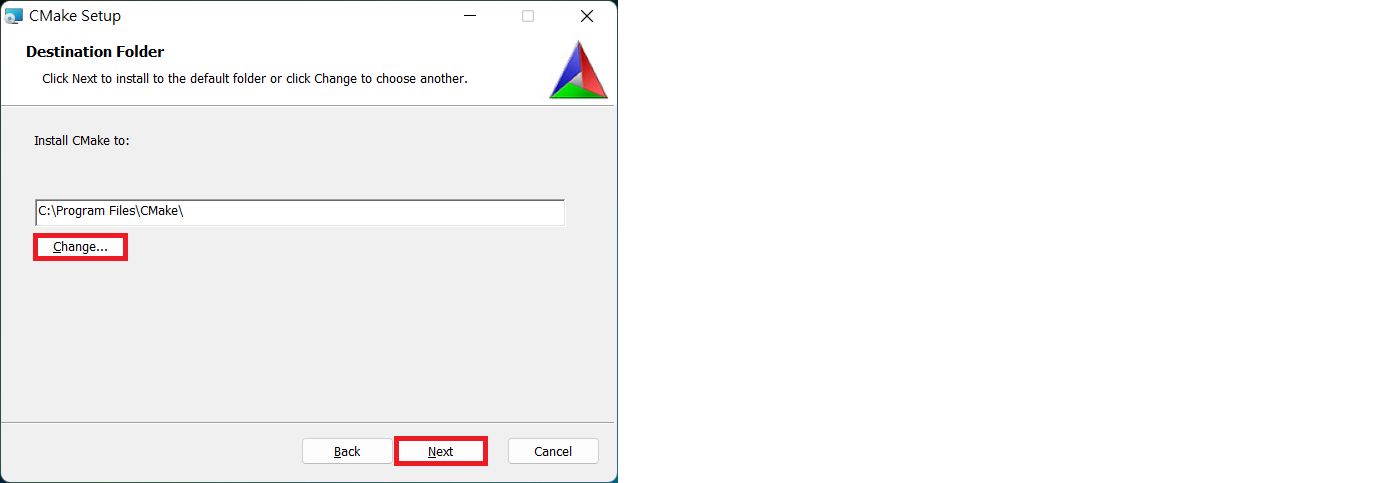 CMake Setup
Destination Folder
Click Next to install to the default folder or click Change to choose another.
Install CMake to:
C:\Program Files\CMake\
Change...
Back Next Cancel